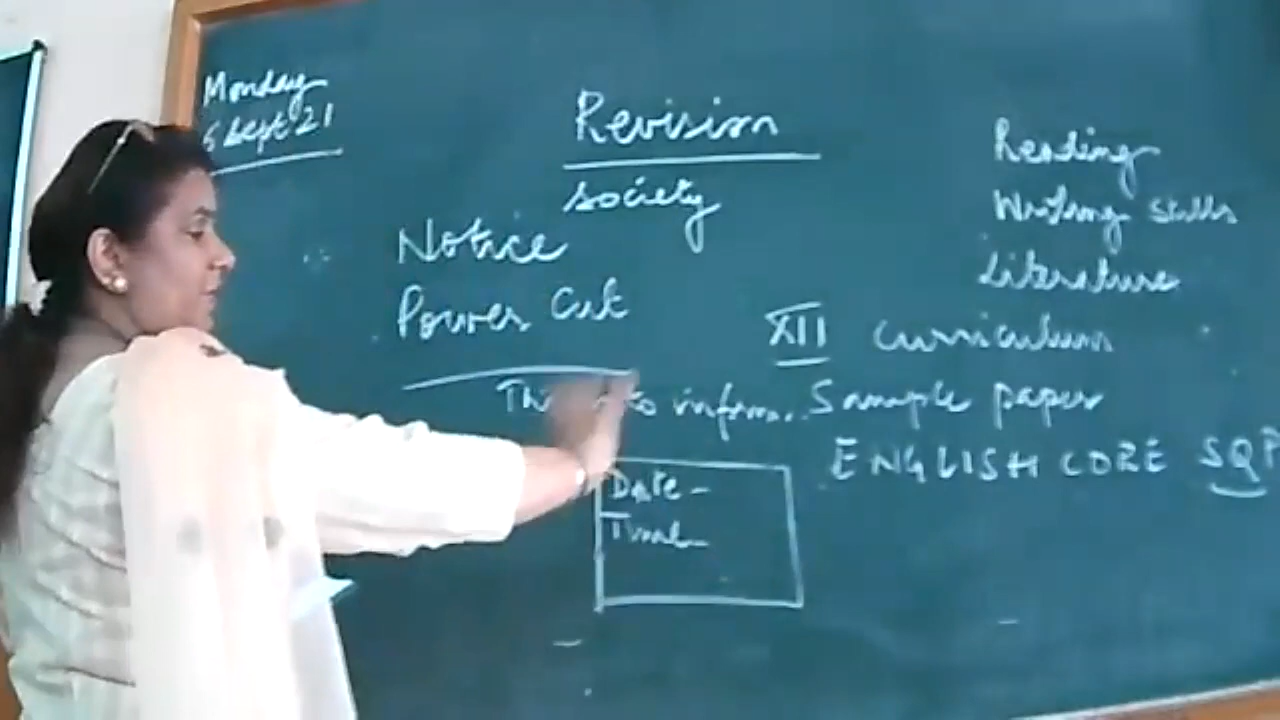 Monday
6 Sept 21
Revision
Society
Notice
Power Cut
to inform...
Date -
Time -
Reading
Writing Skills
Literature
XII Curriculum
Sample paper
ENGLISH CORE SQP